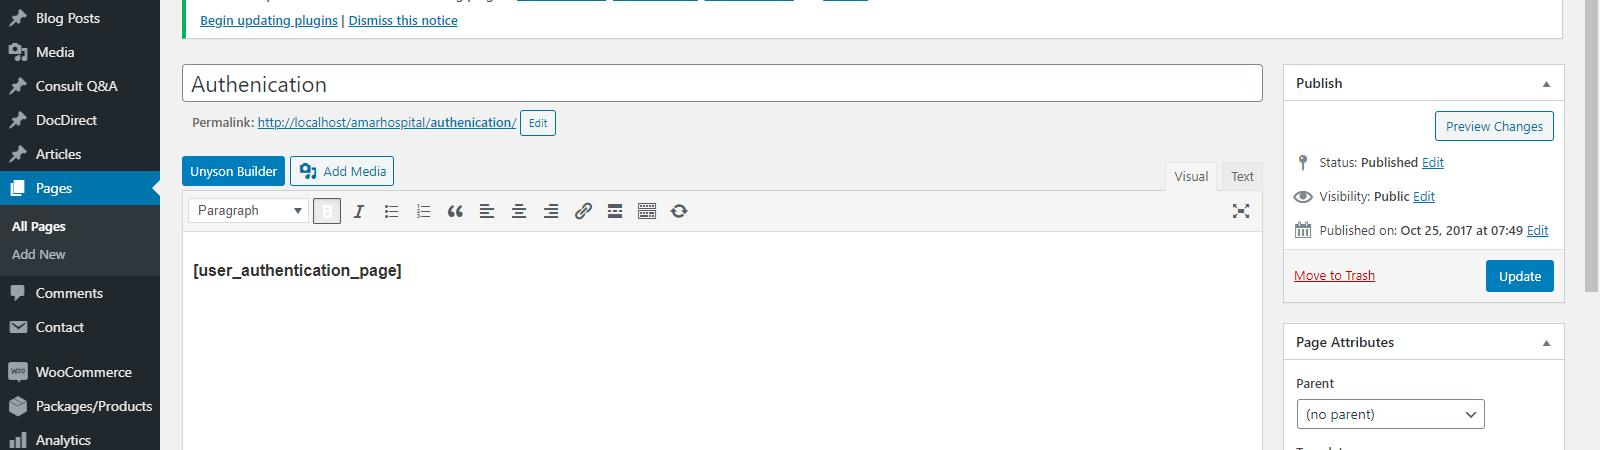 Begin updating plugins | Dismiss this notice
Blog Posts
Media
Consult Q&A
DocDirect
Articles
Pages
All Pages
Add New
Comments
Contact
WooCommerce
Packages/Products
Analytics
Authenication
Permalink: http://localhost/amarhospital/authenication/ Edit
Unyson Builder Add Media
Visual Text
Paragraph B I
[user_authentication_page]
Publish
Preview Changes
Status: Published Edit
Visibility: Public Edit
Published on: Oct 25, 2017 at 07:49 Edit
Move to Trash Update
Page Attributes
Parent
(no parent)